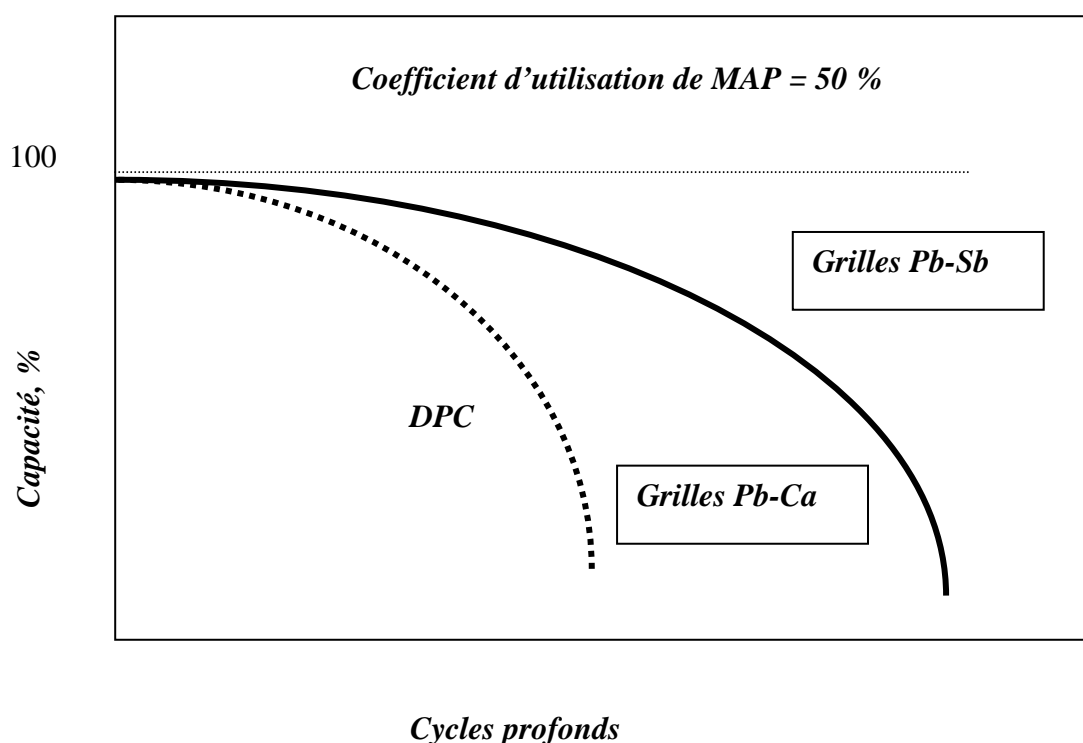 Coefficient d’utilisation de MAP = 50 %
100
Grilles Pb-Sb
Capacité, %
DPC
Grilles Pb-Ca
Cycles profonds